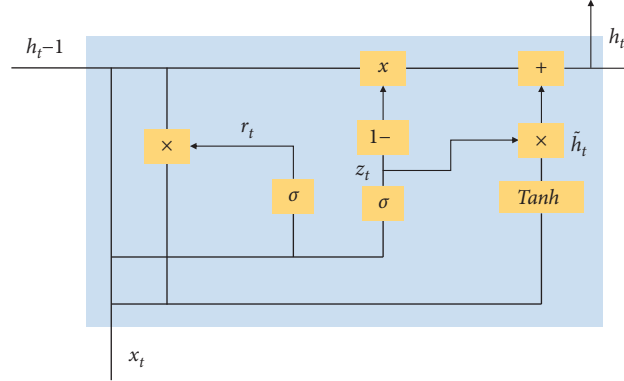 h_t
h_t–1
x
+
r_t
1–
×
×
h̃_t
z_t
σ
σ
Tanh
x_t